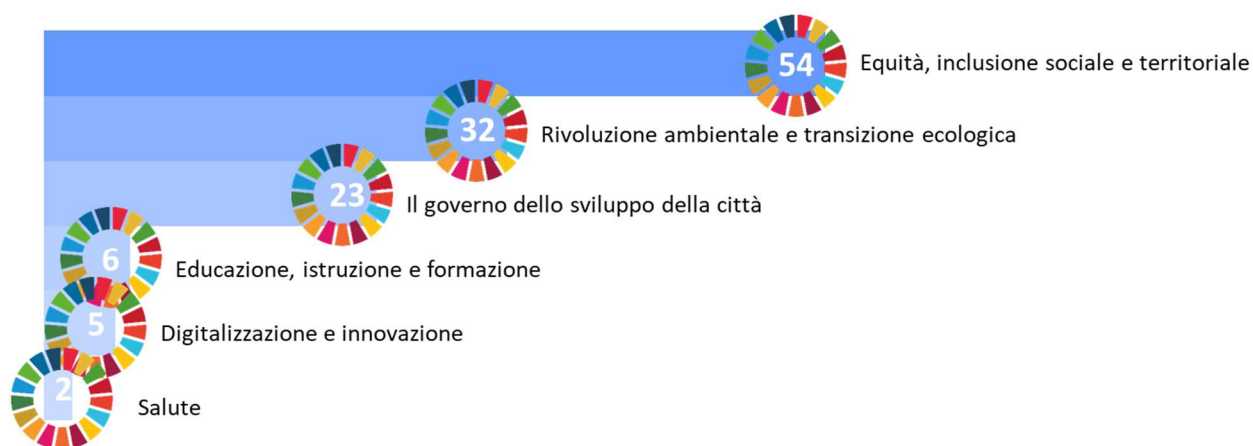 54
Equità, inclusione sociale e territoriale
32
Rivoluzione ambientale e transizione ecologica
23
Il governo dello sviluppo della città
6
Educazione, istruzione e formazione
5
Digitalizzazione e innovazione
2
Salute